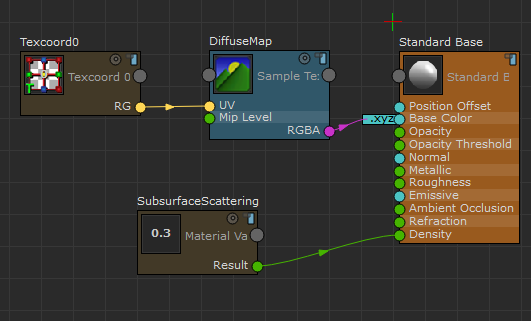 Texcoord0
Texcoord 0
RG
DiffuseMap
Sample Te:
UV
Mip Level
RGBA
.xyz
Standard Base
Standard B
Position Offset
Base Color
Opacity
Opacity Threshold
Normal
Metallic
Roughness
Emissive
Ambient Occlusion
Refraction
Density
SubsurfaceScattering
0.3
Material Va
Result